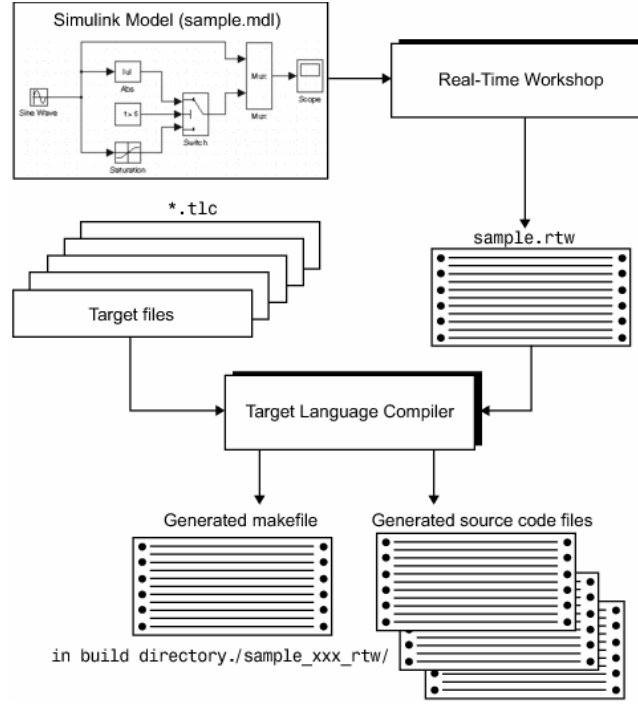 Simulink Model (sample.mdl)
Sine Wave
|u|
Abs
1> 5
Saturation
Switch
Mux
Mux
Scope
Real-Time Workshop
*.tlc
Target files
sample.rtw
Target Language Compiler
Generated makefile
Generated source code files
in build directory./sample_xxx_rtw/